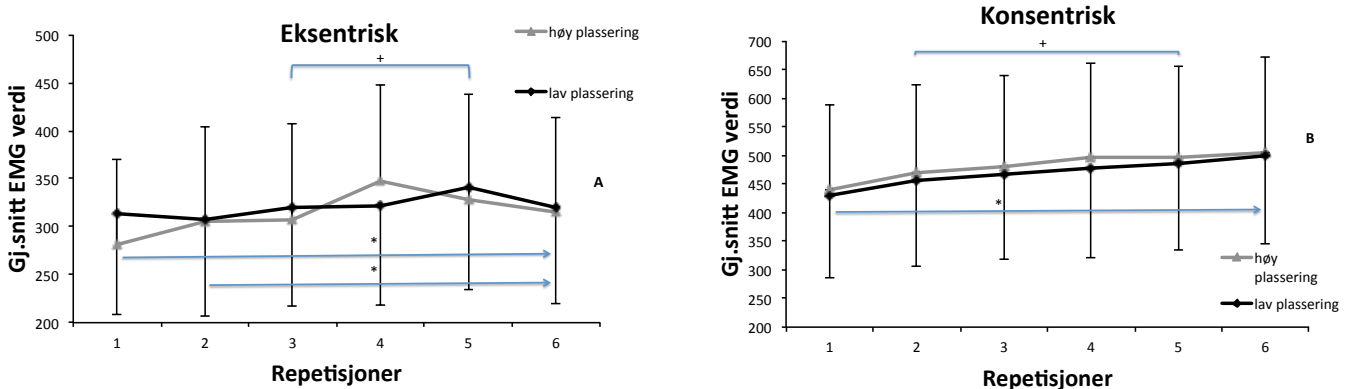 Eksentrisk
høy plassering
lav plassering
Gj.snitt EMG verdi
500
450
400
350
300
250
200
+
*
*
A
1 2 3 4 5 6
Repetisjoner
Konsentrisk
Gj.snitt EMG verdi
700
650
600
550
500
450
400
350
300
250
200
+
*
B
høy
plassering
lav plassering
1 2 3 4 5 6
Repetisjoner